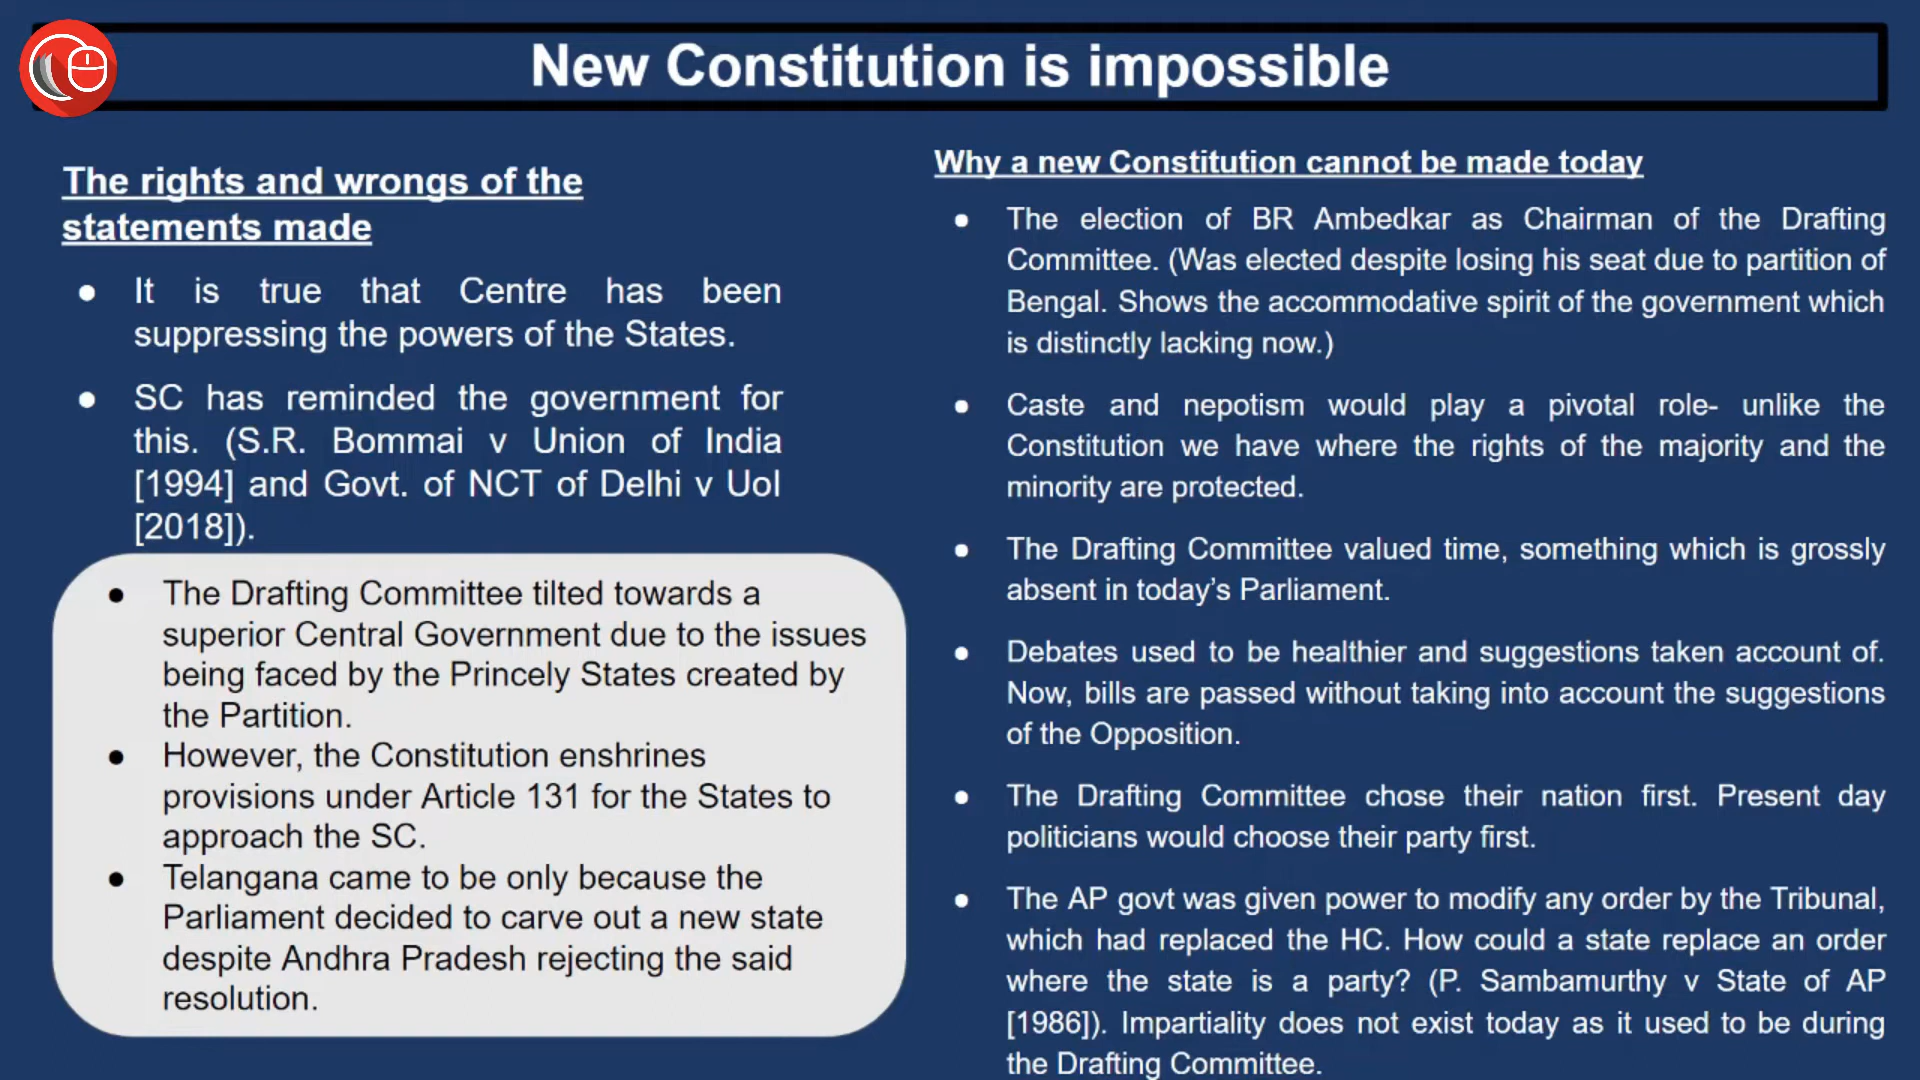 New Constitution is impossible
The rights and wrongs of the
statements made
● It is true that Centre has been
suppressing the powers of the States.
● SC has reminded the government for
this. (S.R. Bommai v Union of India
[1994] and Govt. of NCT of Delhi v UoI
[2018]).
● The Drafting Committee tilted towards a
superior Central Government due to the issues
being faced by the Princely States created by
the Partition.
● However, the Constitution enshrines
provisions under Article 131 for the States to
approach the SC.
● Telangana came to be only because the
Parliament decided to carve out a new state
despite Andhra Pradesh rejecting the said
resolution.
Why a new Constitution cannot be made today
● The election of BR Ambedkar as Chairman of the Drafting
Committee. (Was elected despite losing his seat due to partition of
Bengal. Shows the accommodative spirit of the government which
is distinctly lacking now.)
● Caste and nepotism would play a pivotal role- unlike the
Constitution we have where the rights of the majority and the
minority are protected.
● The Drafting Committee valued time, something which is grossly
absent in today’s Parliament.
● Debates used to be healthier and suggestions taken account of.
Now, bills are passed without taking into account the suggestions
of the Opposition.
● The Drafting Committee chose their nation first. Present day
politicians would choose their party first.
● The AP govt was given power to modify any order by the Tribunal,
which had replaced the HC. How could a state replace an order
where the state is a party? (P. Sambamurthy v State of AP
[1986]). Impartiality does not exist today as it used to be during
the Drafting Committee.